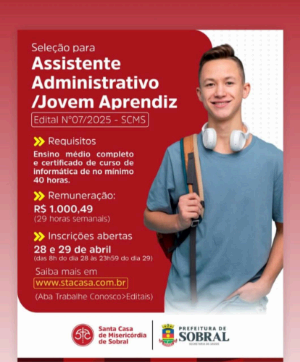 Seleção para
Assistente
Administrativo
/Jovem Aprendiz
Edital N°07/2025 - SCMS
Requisitos
Ensino médio completo
e certificado de curso de
informática de no mínimo
40 horas.
Remuneração:
R$ 1.000,49
(29 horas semanais)
Inscrições abertas
28 e 29 de abril
(das 8h do dia 28 às 23h59 do dia 29)
Saiba mais em
www.stacasa.com.br
(Aba Trabalhe Conosco>Editais)
Santa Casa
de Misericórdia
de Sobral
PREFEITURA DE
SOBRAL